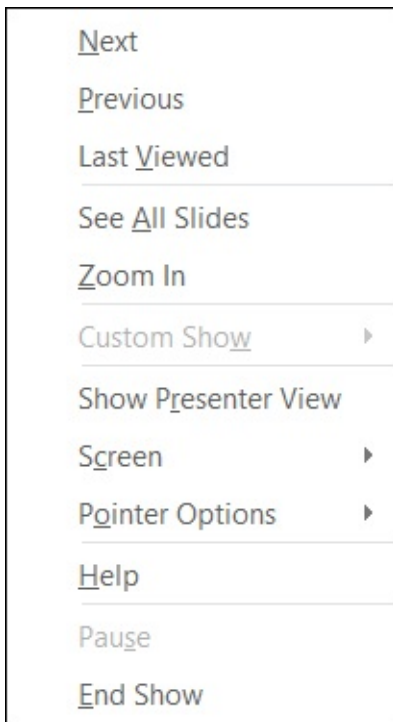 Next
Previous
Last Viewed
See All Slides
Zoom In
Custom Show
Show Presenter View
Screen
Pointer Options
Help
Pause
End Show